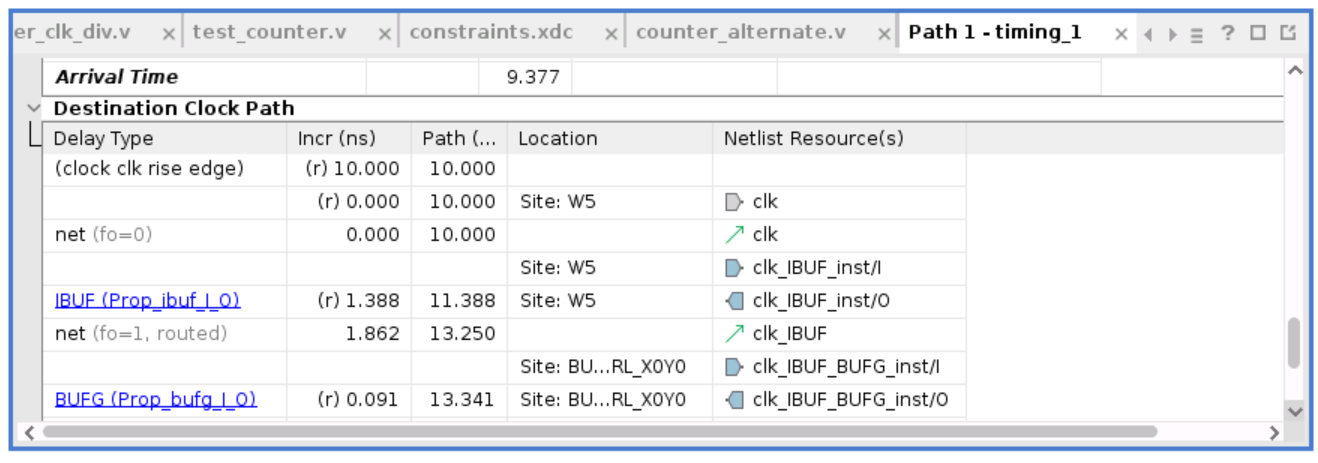 er_clk_div.v × test_counter.v × constraints.xdc × counter_alternate.v × Path 1 - timing_1 × ?
Arrival Time 9.377
Destination Clock Path
Delay Type Incr (ns) Path (... Location Netlist Resource(s)
(clock clk rise edge) (r) 10.000 10.000
(r) 0.000 10.000 Site: W5 clk
net (fo=0) 0.000 10.000 clk
Site: W5 clk_IBUF_inst/I
IBUF (Prop_ibuf_I_O) (r) 1.388 11.388 Site: W5 clk_IBUF_inst/O
net (fo=1, routed) 1.862 13.250 clk_IBUF
Site: BU...RL_X0Y0 clk_IBUF_BUFG_inst/I
BUFG (Prop_bufg_I_O) (r) 0.091 13.341 Site: BU...RL_X0Y0 clk_IBUF_BUFG_inst/O